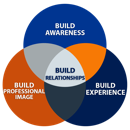 BUILD
AWARENESS
BUILD
RELATIONSHIPS
BUILD
PROFESSIONAL
IMAGE
BUILD
EXPERIENCE